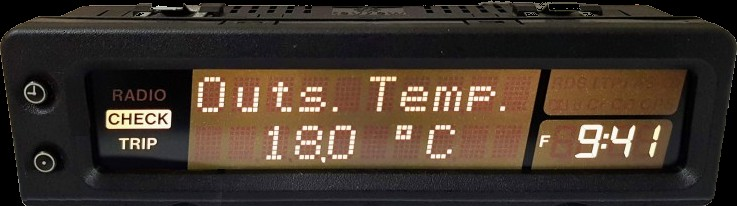 RADIO
CHECK
TRIP
Outs. Temp.
18.0 °C
F 9:41